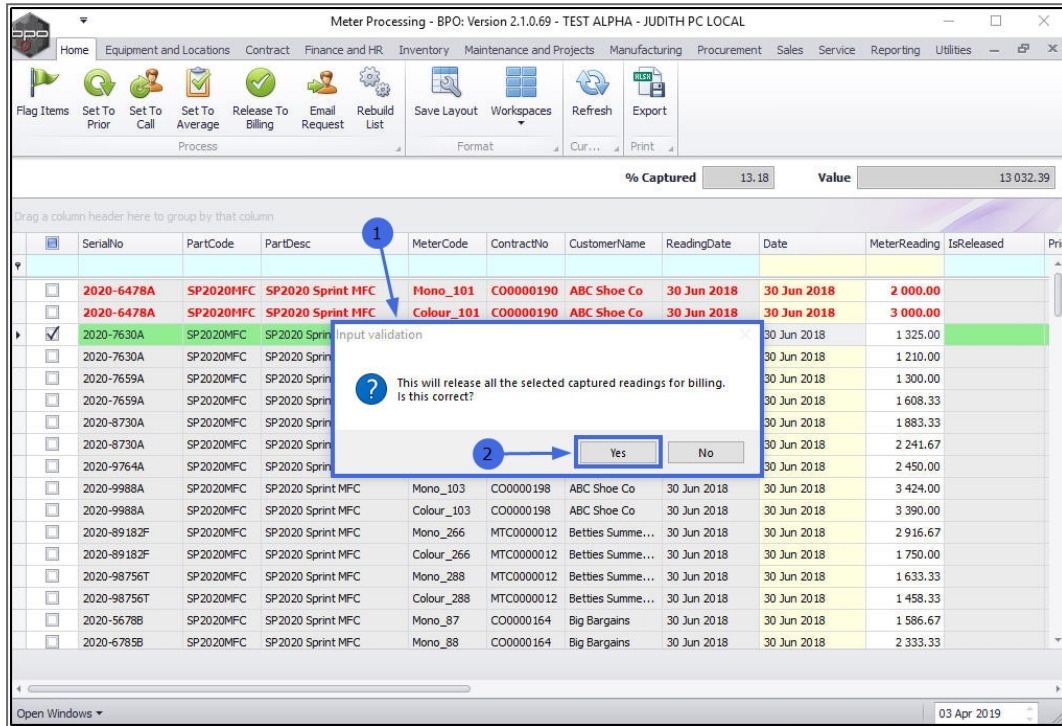 Meter Processing - BPO: Version 2.1.0.69 - TEST ALPHA - JUDITH PC LOCAL
bpo
Home Equipment and Locations Contract Finance and HR Inventory Maintenance and Projects Manufacturing Procurement Sales Service Reporting Utilities
Flag Items Set To Prior Set To Call Set To Average Release To Billing Email Request Rebuild List Save Layout Workspaces Refresh Export
Process Format Cur... Print
% Captured 13.18 Value 13 032.39
Drag a column header here to group by that column
SerialNo PartCode PartDesc MeterCode ContractNo CustomerName ReadingDate Date MeterReading IsReleased Pri
2020-6478A SP2020MFC SP2020 Sprint MFC Mono_101 CO0000190 ABC Shoe Co 30 Jun 2018 30 Jun 2018 2 000.00
2020-6478A SP2020MFC SP2020 Sprint MFC Colour_101 CO0000190 ABC Shoe Co 30 Jun 2018 30 Jun 2018 3 000.00
2020-7630A SP2020MFC SP2020 Sprin 30 Jun 2018 1 325.00
2020-7630A SP2020MFC SP2020 Sprin 30 Jun 2018 1 210.00
2020-7659A SP2020MFC SP2020 Sprin 30 Jun 2018 1 300.00
2020-7659A SP2020MFC SP2020 Sprin 30 Jun 2018 1 608.33
2020-8730A SP2020MFC SP2020 Sprin 30 Jun 2018 1 883.33
2020-8730A SP2020MFC SP2020 Sprin 30 Jun 2018 2 241.67
2020-9764A SP2020MFC SP2020 Sprin 30 Jun 2018 2 450.00
2020-9988A SP2020MFC SP2020 Sprint MFC Mono_103 CO0000198 ABC Shoe Co 30 Jun 2018 30 Jun 2018 3 424.00
2020-9988A SP2020MFC SP2020 Sprint MFC Colour_103 CO0000198 ABC Shoe Co 30 Jun 2018 30 Jun 2018 3 390.00
2020-89182F SP2020MFC SP2020 Sprint MFC Mono_266 MTC0000012 Betties Summe... 30 Jun 2018 30 Jun 2018 2 916.67
2020-89182F SP2020MFC SP2020 Sprint MFC Colour_266 MTC0000012 Betties Summe... 30 Jun 2018 30 Jun 2018 1 750.00
2020-98756T SP2020MFC SP2020 Sprint MFC Mono_288 MTC0000012 Betties Summe... 30 Jun 2018 30 Jun 2018 1 633.33
2020-98756T SP2020MFC SP2020 Sprint MFC Colour_288 MTC0000012 Betties Summe... 30 Jun 2018 30 Jun 2018 1 458.33
2020-5678B SP2020MFC SP2020 Sprint MFC Mono_87 CO0000164 Big Bargains 30 Jun 2018 30 Jun 2018 1 586.67
2020-6785B SP2020MFC SP2020 Sprint MFC Mono_88 CO0000164 Big Bargains 30 Jun 2018 30 Jun 2018 2 333.33
1
Input validation
This will release all the selected captured readings for billing.
Is this correct?
2
Yes No
Open Windows 03 Apr 2019